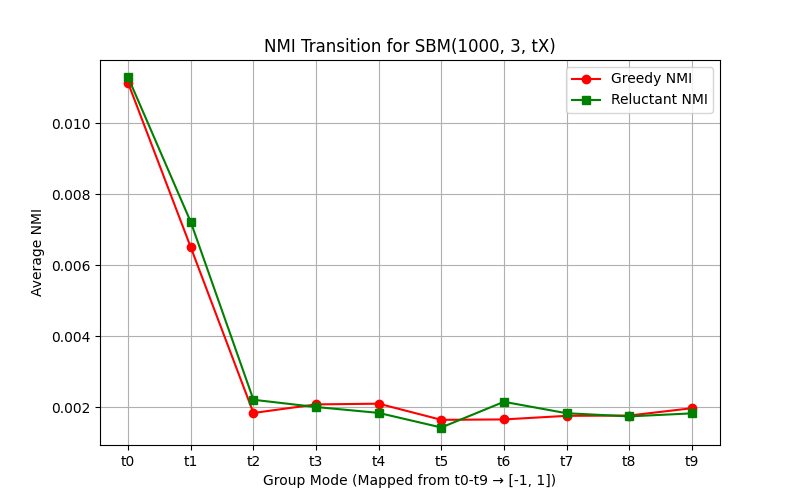 NMI Transition for SBM(1000, 3, tX)
Greedy NMI
Reluctant NMI
Average NMI
0.010
0.008
0.006
0.004
0.002
t0 t1 t2 t3 t4 t5 t6 t7 t8 t9
Group Mode (Mapped from t0-t9 → [-1, 1])